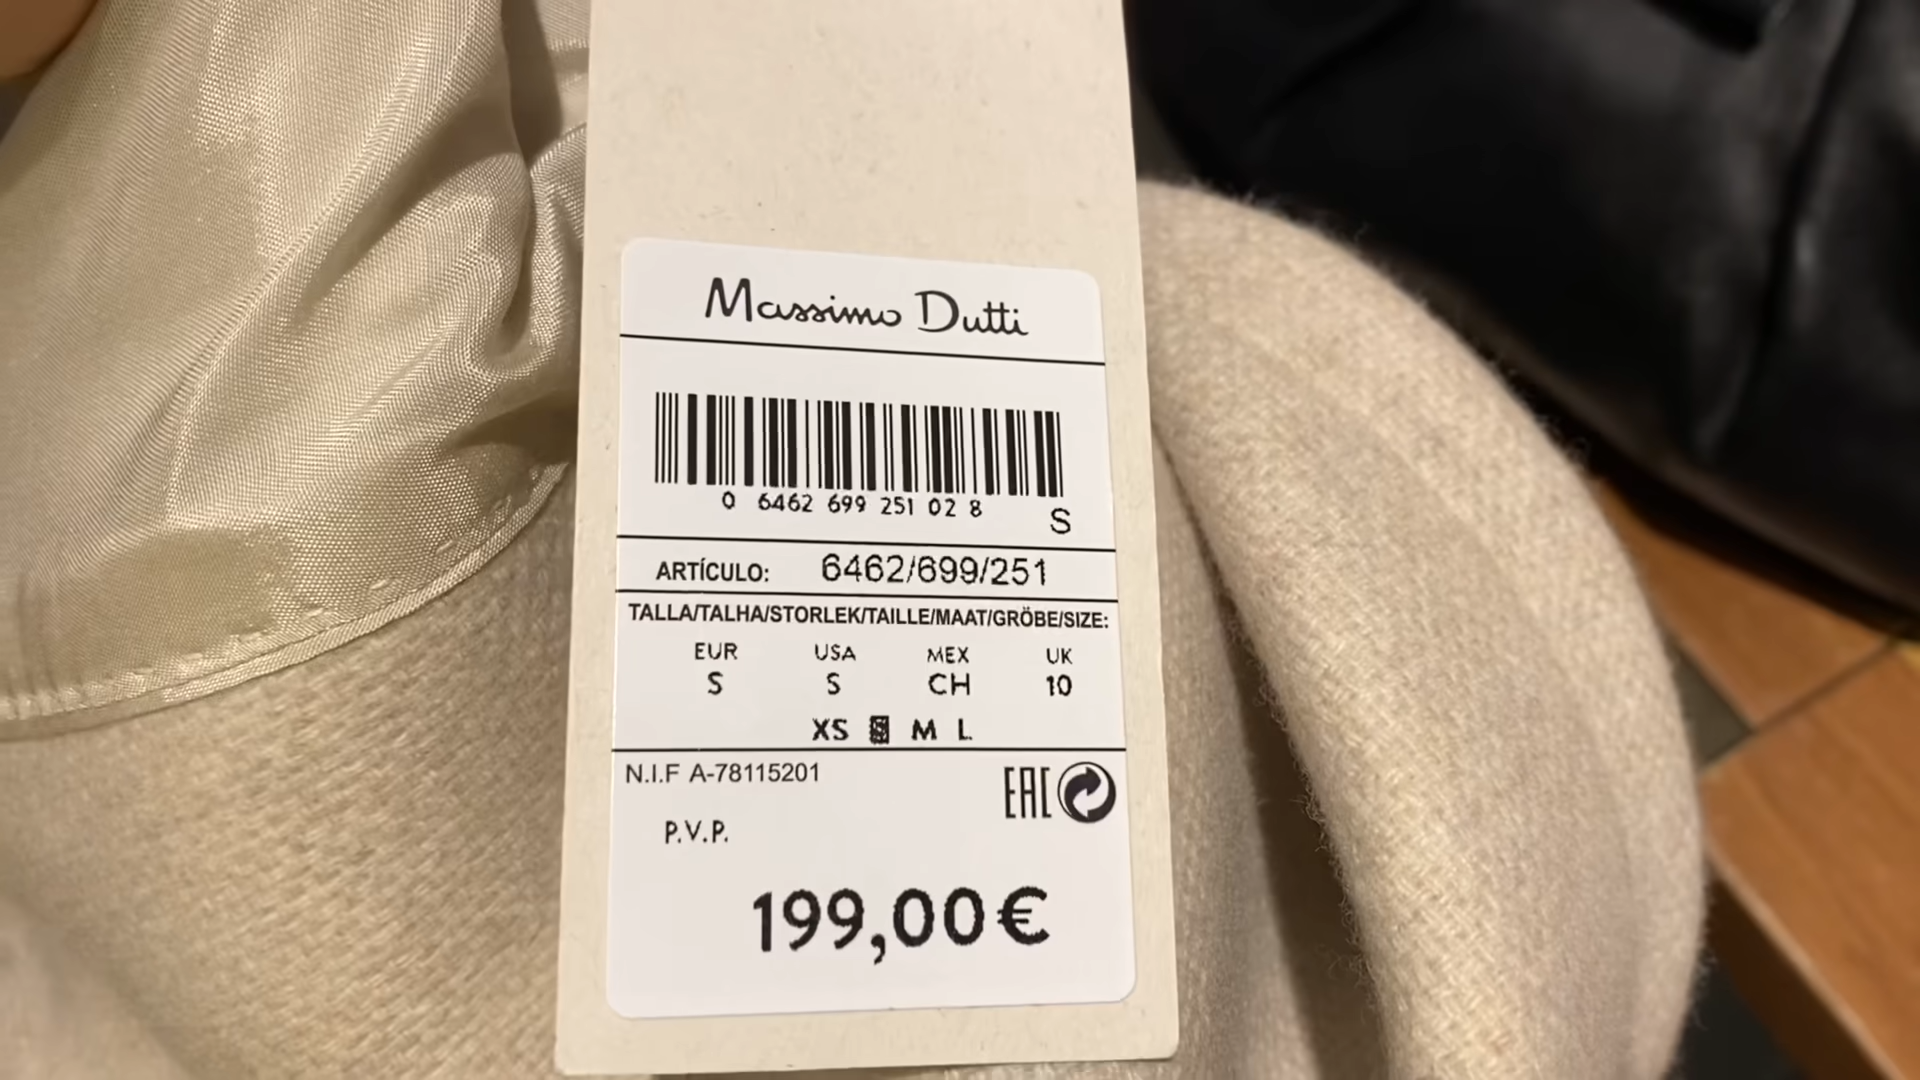 Massimo Dutti
0 6462 699 251 02 8
S
ARTÍCULO: 6462/699/251
TALLA/TALHA/STORLEK/TAILLE/MAAT/GRÖBE/SIZE:
EUR USA MEX UK
S S CH 10
XS S M L
N.I.F A-78115201
EAC
P.V.P.
199,00€